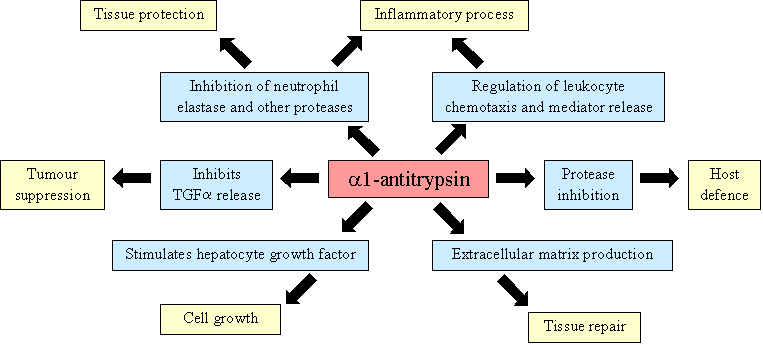 Tissue protection
Inflammatory process
Inhibition of neutrophil
elastase and other proteases
Regulation of leukocyte
chemotaxis and mediator release
Tumour
suppression
Inhibits
TGFα release
α1-antitrypsin
Protease
inhibition
Host
defence
Stimulates hepatocyte growth factor
Extracellular matrix production
Cell growth
Tissue repair